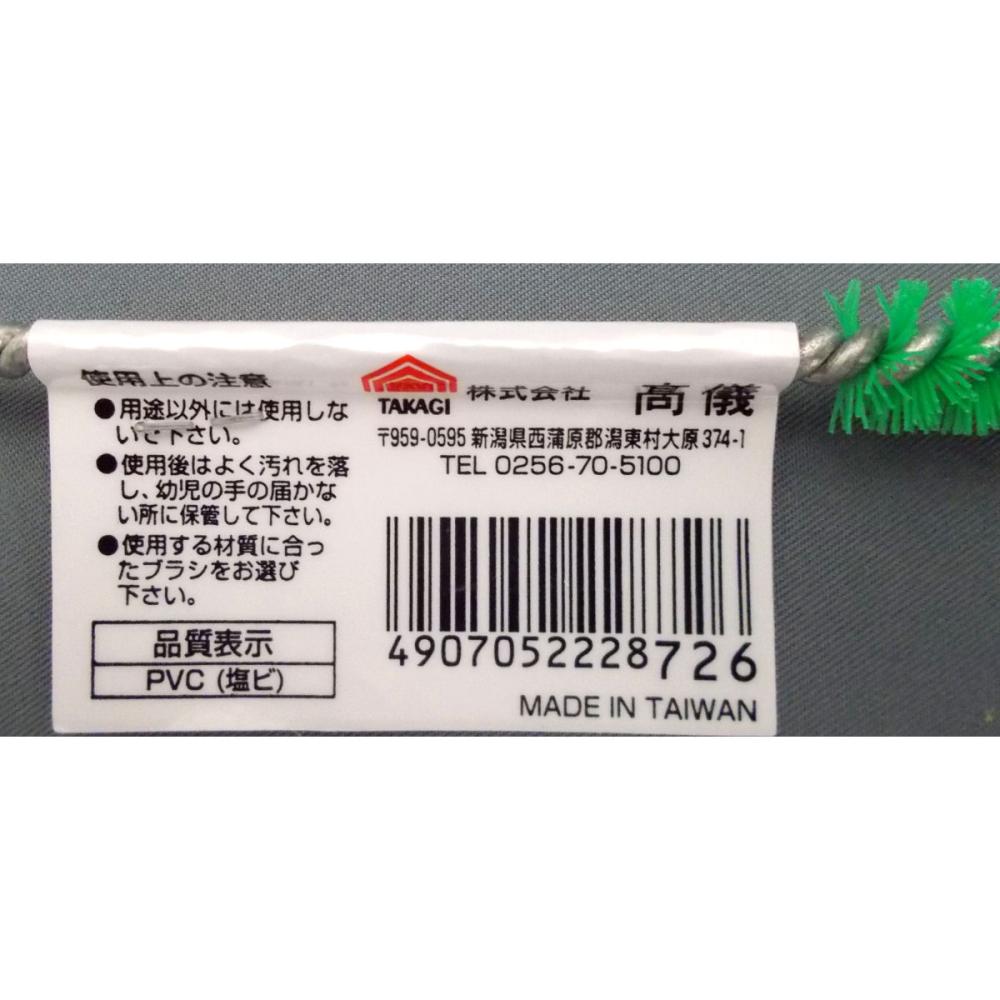 使用上の注意
●用途以外には使用しな
いで下さい。
●使用後はよく汚れを落
し、幼児の手の届かな
い所に保管して下さい。
●使用する材質に合っ
たブラシをお選び
下さい。
品質表示
PVC (塩ビ)
TAKAGI 株式会社 高儀
〒959-0595 新潟県西蒲原郡潟東村大原374-1
TEL 0256-70-5100
4907052228726
MADE IN TAIWAN